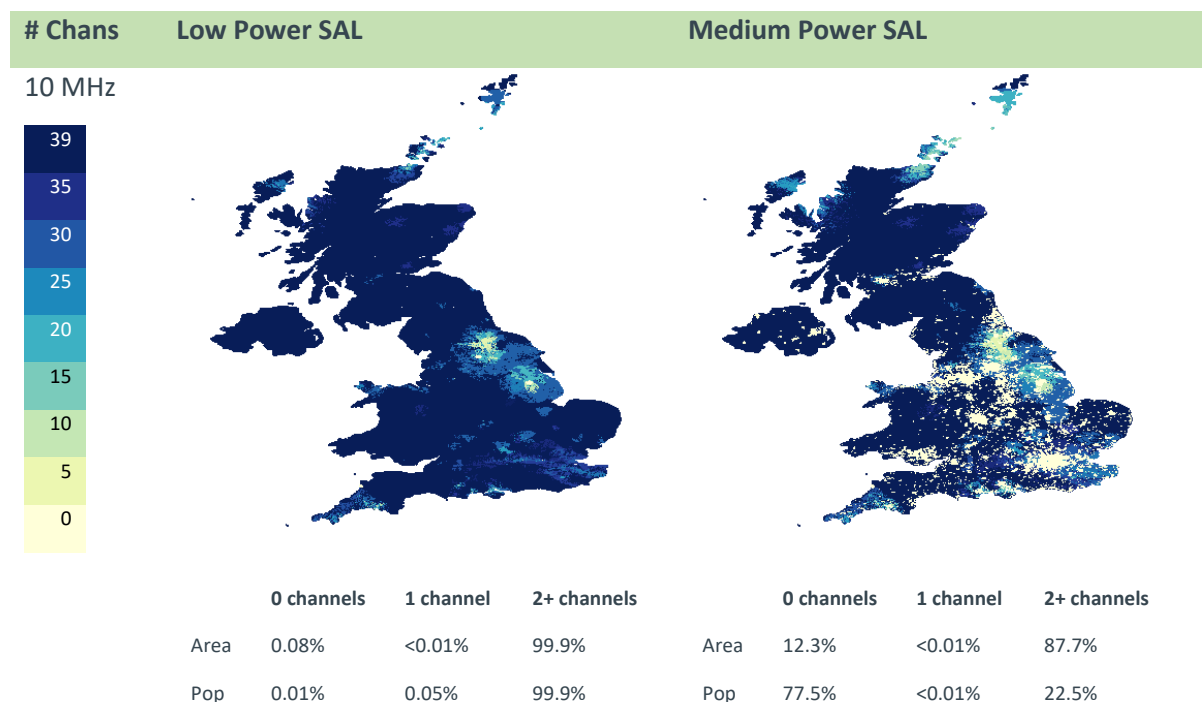 # Chans Low Power SAL Medium Power SAL
10 MHz
39
35
30
25
20
15
10
5
0
0 channels 1 channel 2+ channels 0 channels 1 channel 2+ channels
Area 0.08% <0.01% 99.9% Area 12.3% <0.01% 87.7%
Pop 0.01% 0.05% 99.9% Pop 77.5% <0.01% 22.5%